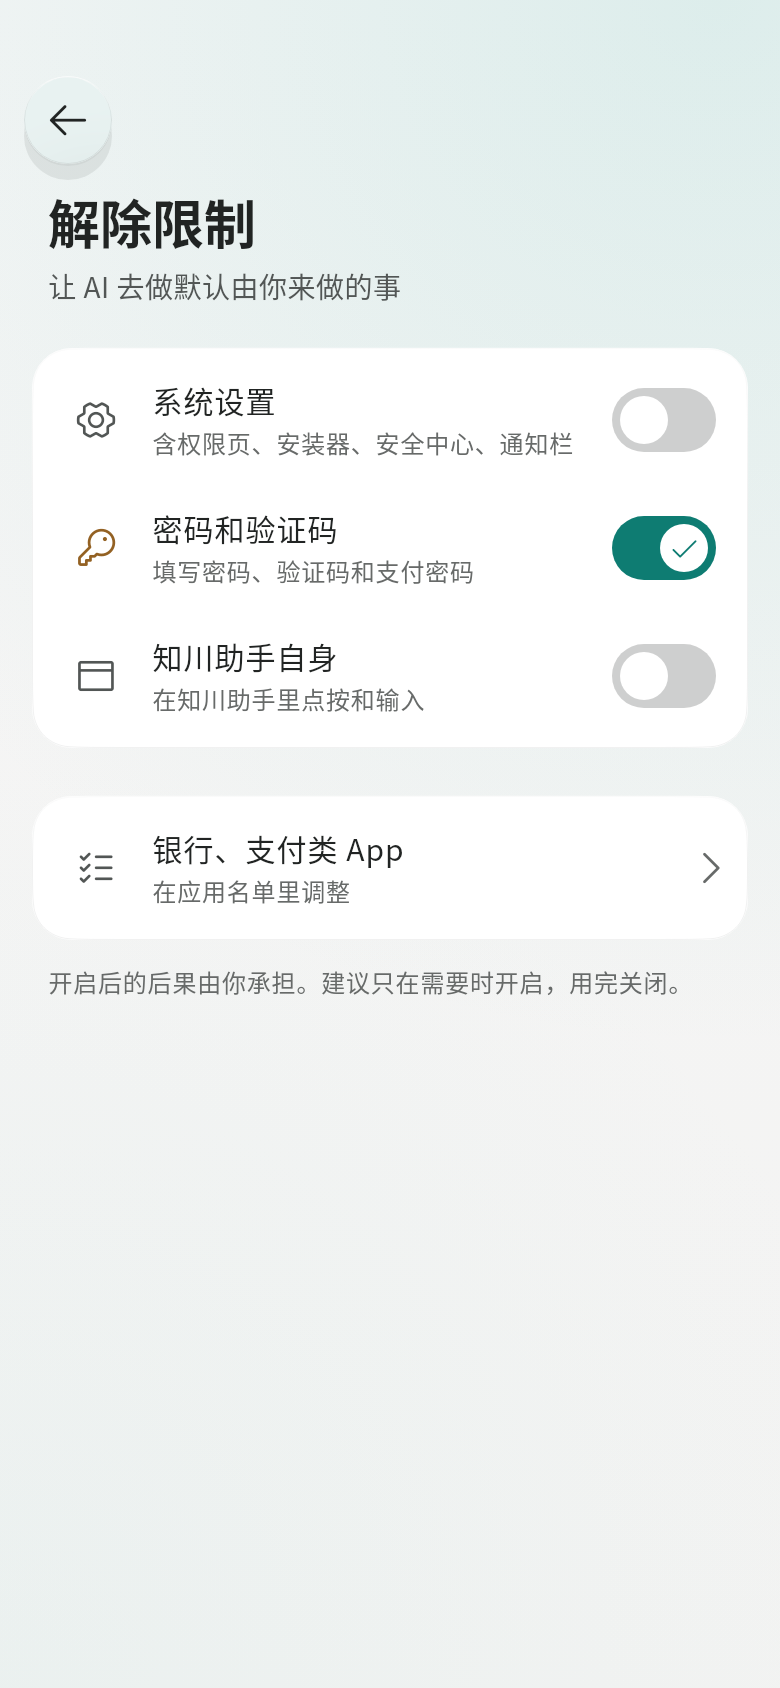 解除限制
让 AI 去做默认由你来做的事
系统设置
含权限页、安装器、安全中心、通知栏
密码和验证码
填写密码、验证码和支付密码
知川助手自身
在知川助手里点按和输入
银行、支付类 App
在应用名单里调整
开启后的后果由你承担。建议只在需要时开启，用完关闭。